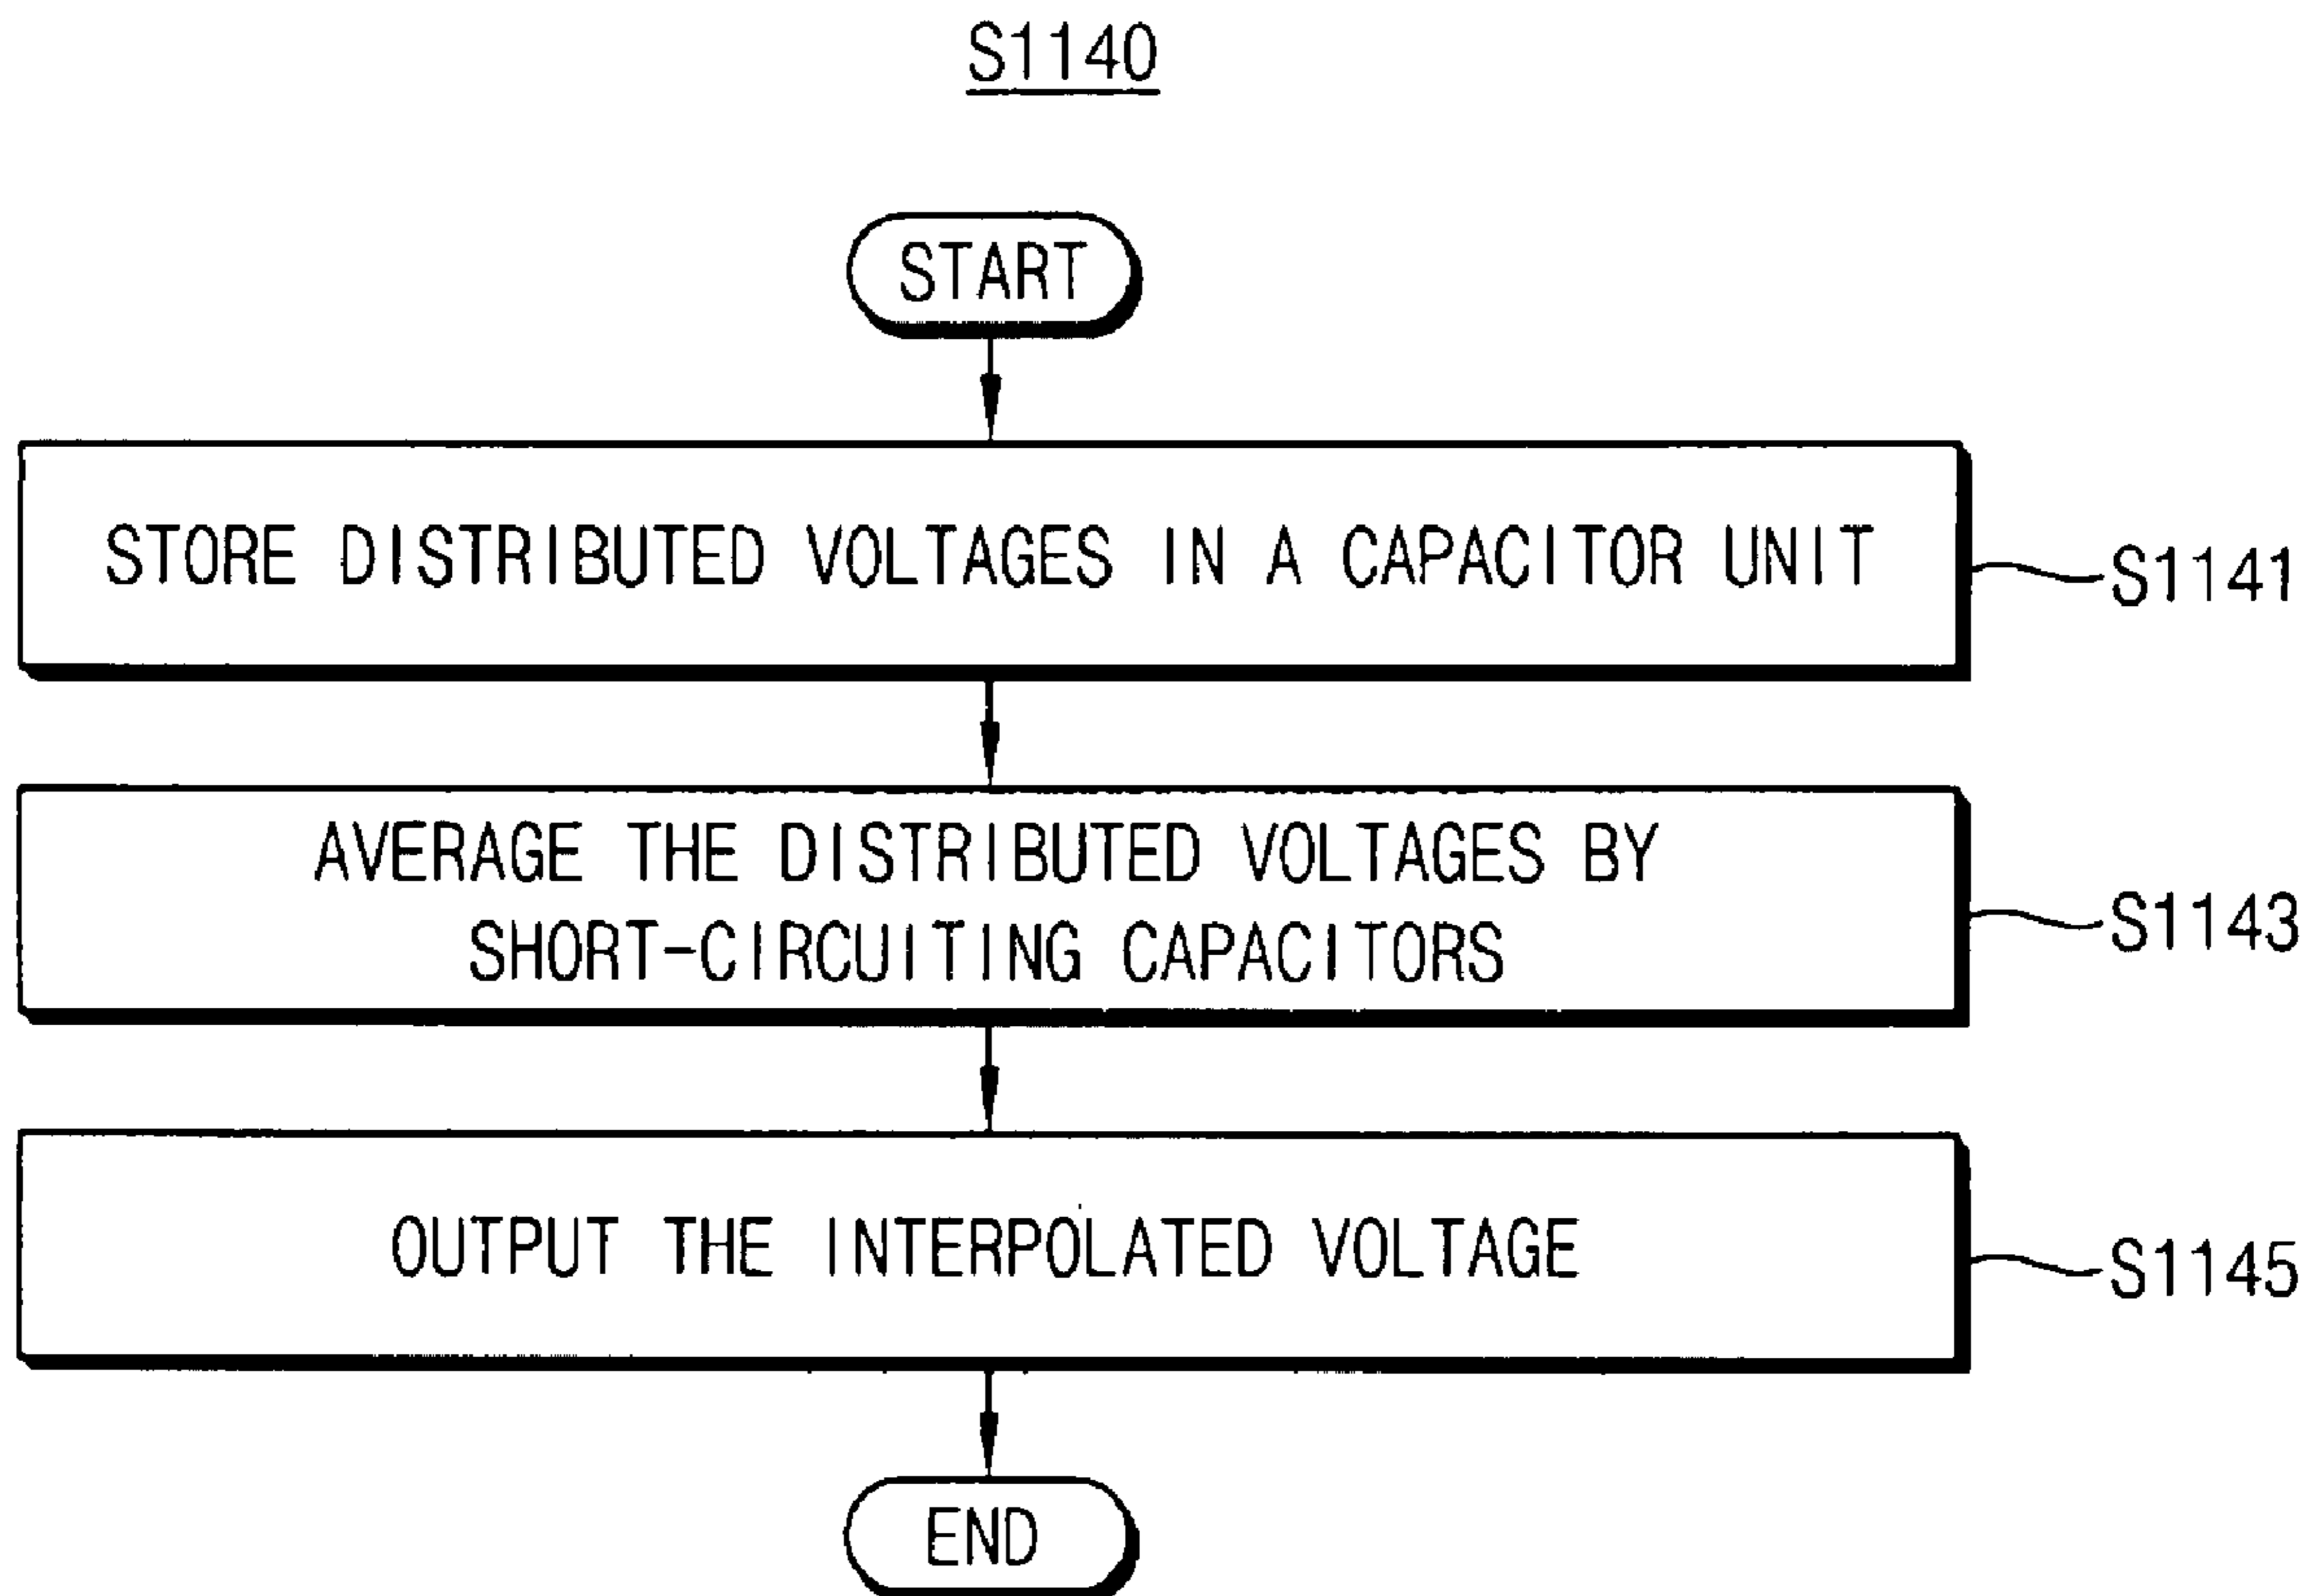 S1140
START
STORE DISTRIBUTED VOLTAGES IN A CAPACITOR UNIT
S1141
AVERAGE THE DISTRIBUTED VOLTAGES BY
SHORT-CIRCUITING CAPACITORS
S1143
OUTPUT THE INTERPOLATED VOLTAGE
S1145
END